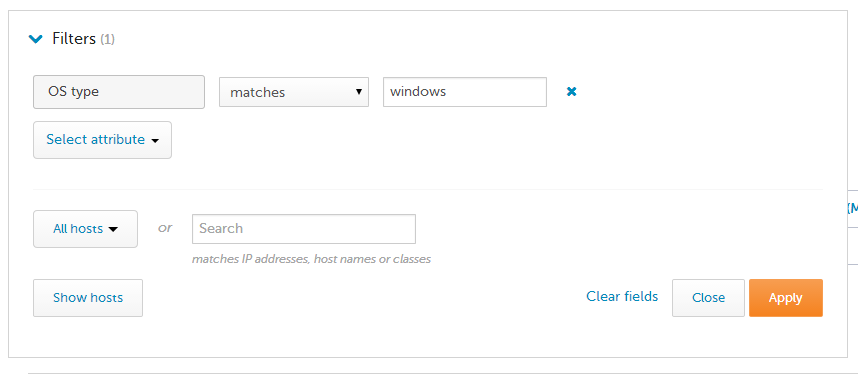 Filters (1)
OS type matches windows
Select attribute
All hosts or Search
matches IP addresses, host names or classes
Show hosts Clear fields Close Apply
(M